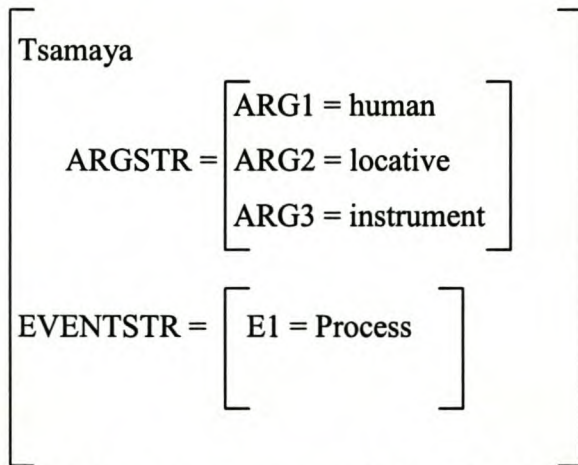 Tsamaya
ARG1 = human
ARGSTR = ARG2 = locative
ARG3 = instrument
EVENTSTR = E1 = Process